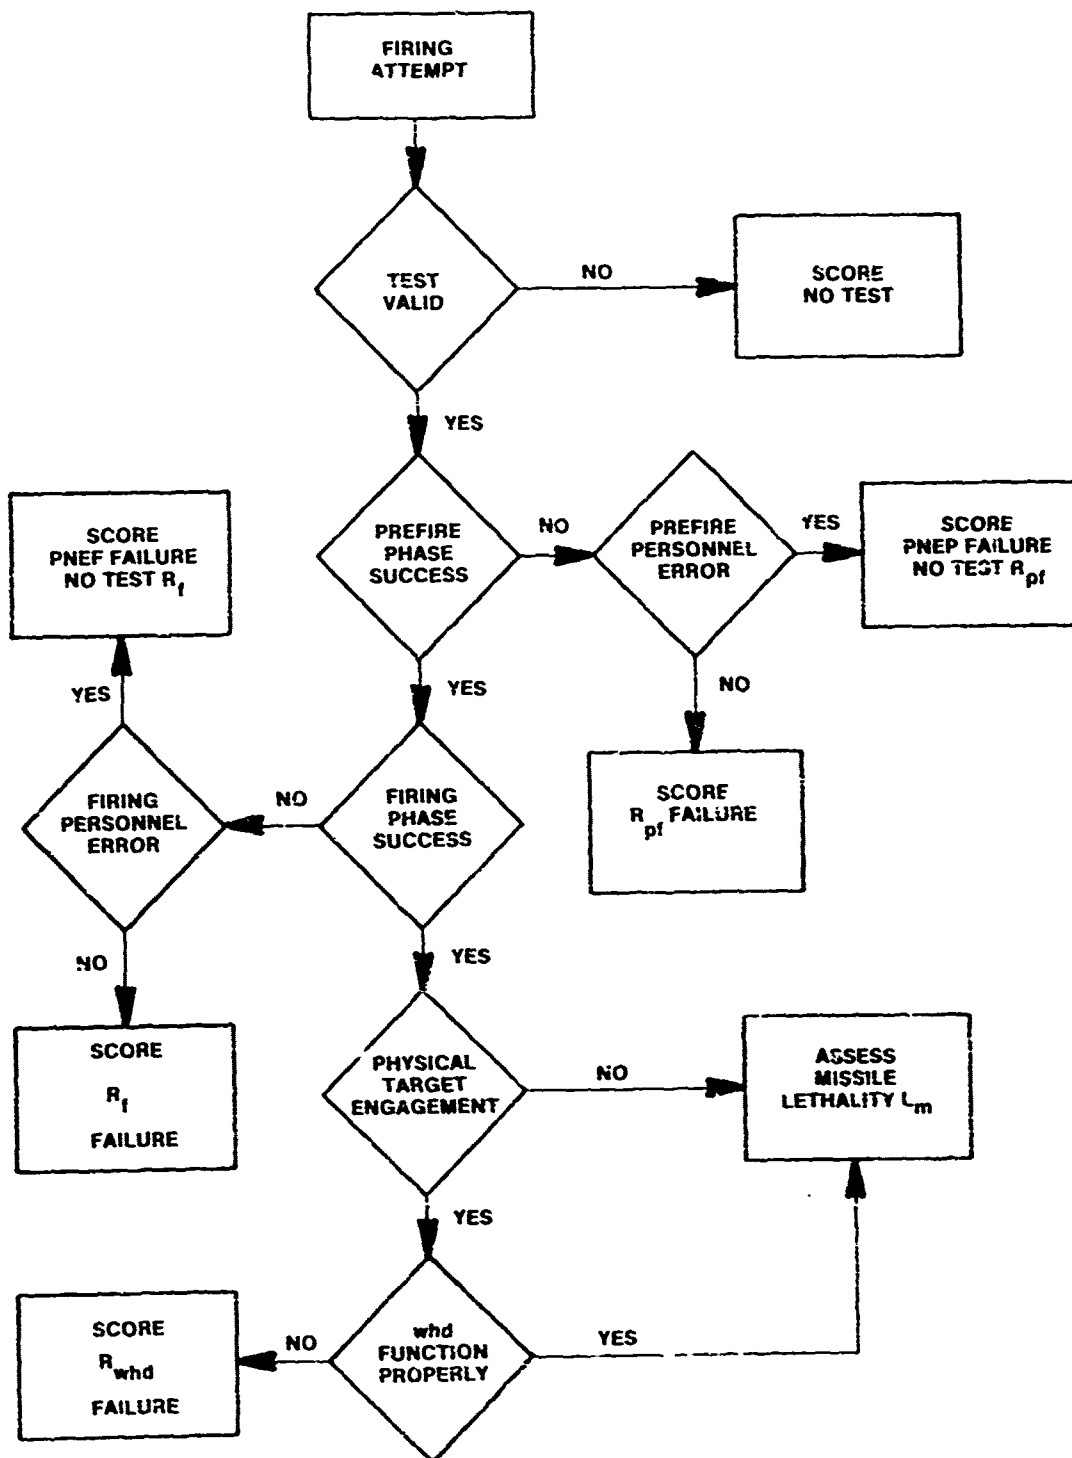 FIRING
ATTEMPT
TEST
VALID
NO
SCORE
NO TEST
YES
SCORE
PNEF FAILURE
NO TEST Rf
PREFIRE
PHASE
SUCCESS
NO
PREFIRE
PERSONNEL
ERROR
YES
SCORE
PNEP FAILURE
NO TEST Rpf
YES
YES
NO
FIRING
PERSONNEL
ERROR
NO
FIRING
PHASE
SUCCESS
SCORE
Rpf FAILURE
NO
YES
SCORE
Rf
FAILURE
PHYSICAL
TARGET
ENGAGEMENT
NO
ASSESS
MISSILE
LETHALITY Lm
YES
SCORE
Rwhd
FAILURE
NO
whd
FUNCTION
PROPERLY
YES